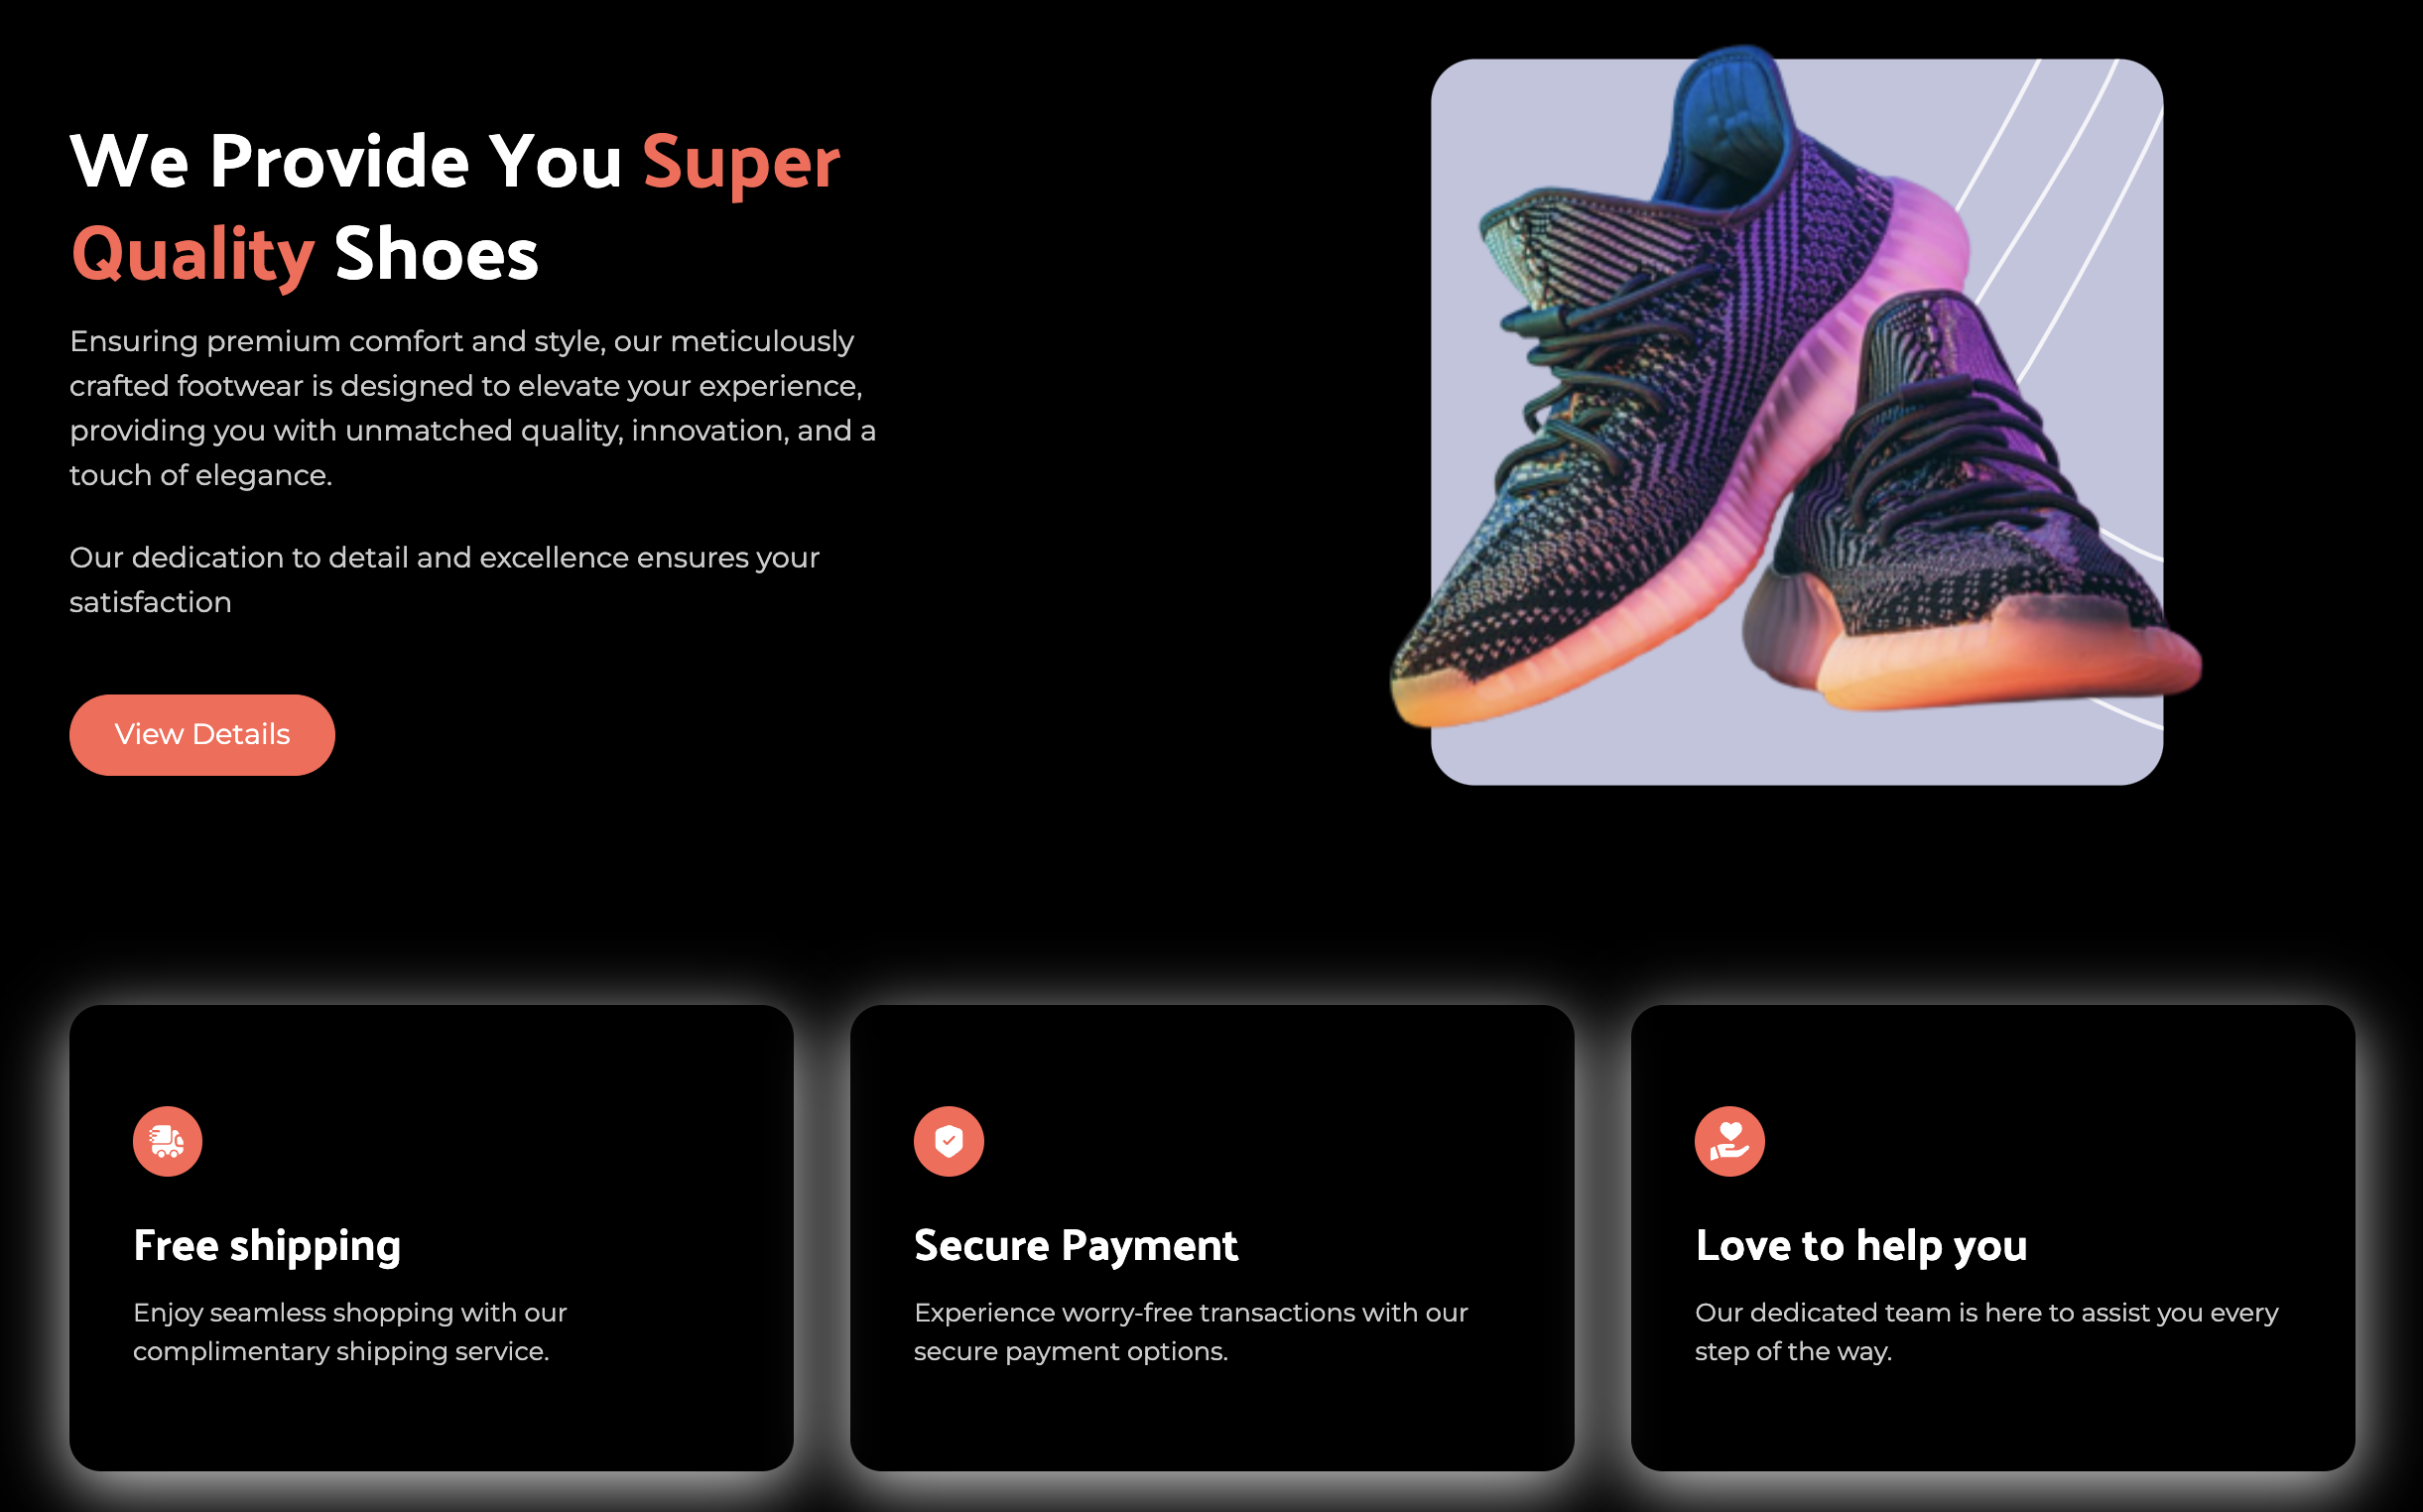 We Provide You Super
Quality Shoes
Ensuring premium comfort and style, our meticulously
crafted footwear is designed to elevate your experience,
providing you with unmatched quality, innovation, and a
touch of elegance.
Our dedication to detail and excellence ensures your
satisfaction
View Details
Free shipping
Enjoy seamless shopping with our
complimentary shipping service.
Secure Payment
Experience worry-free transactions with our
secure payment options.
Love to help you
Our dedicated team is here to assist you every
step of the way.